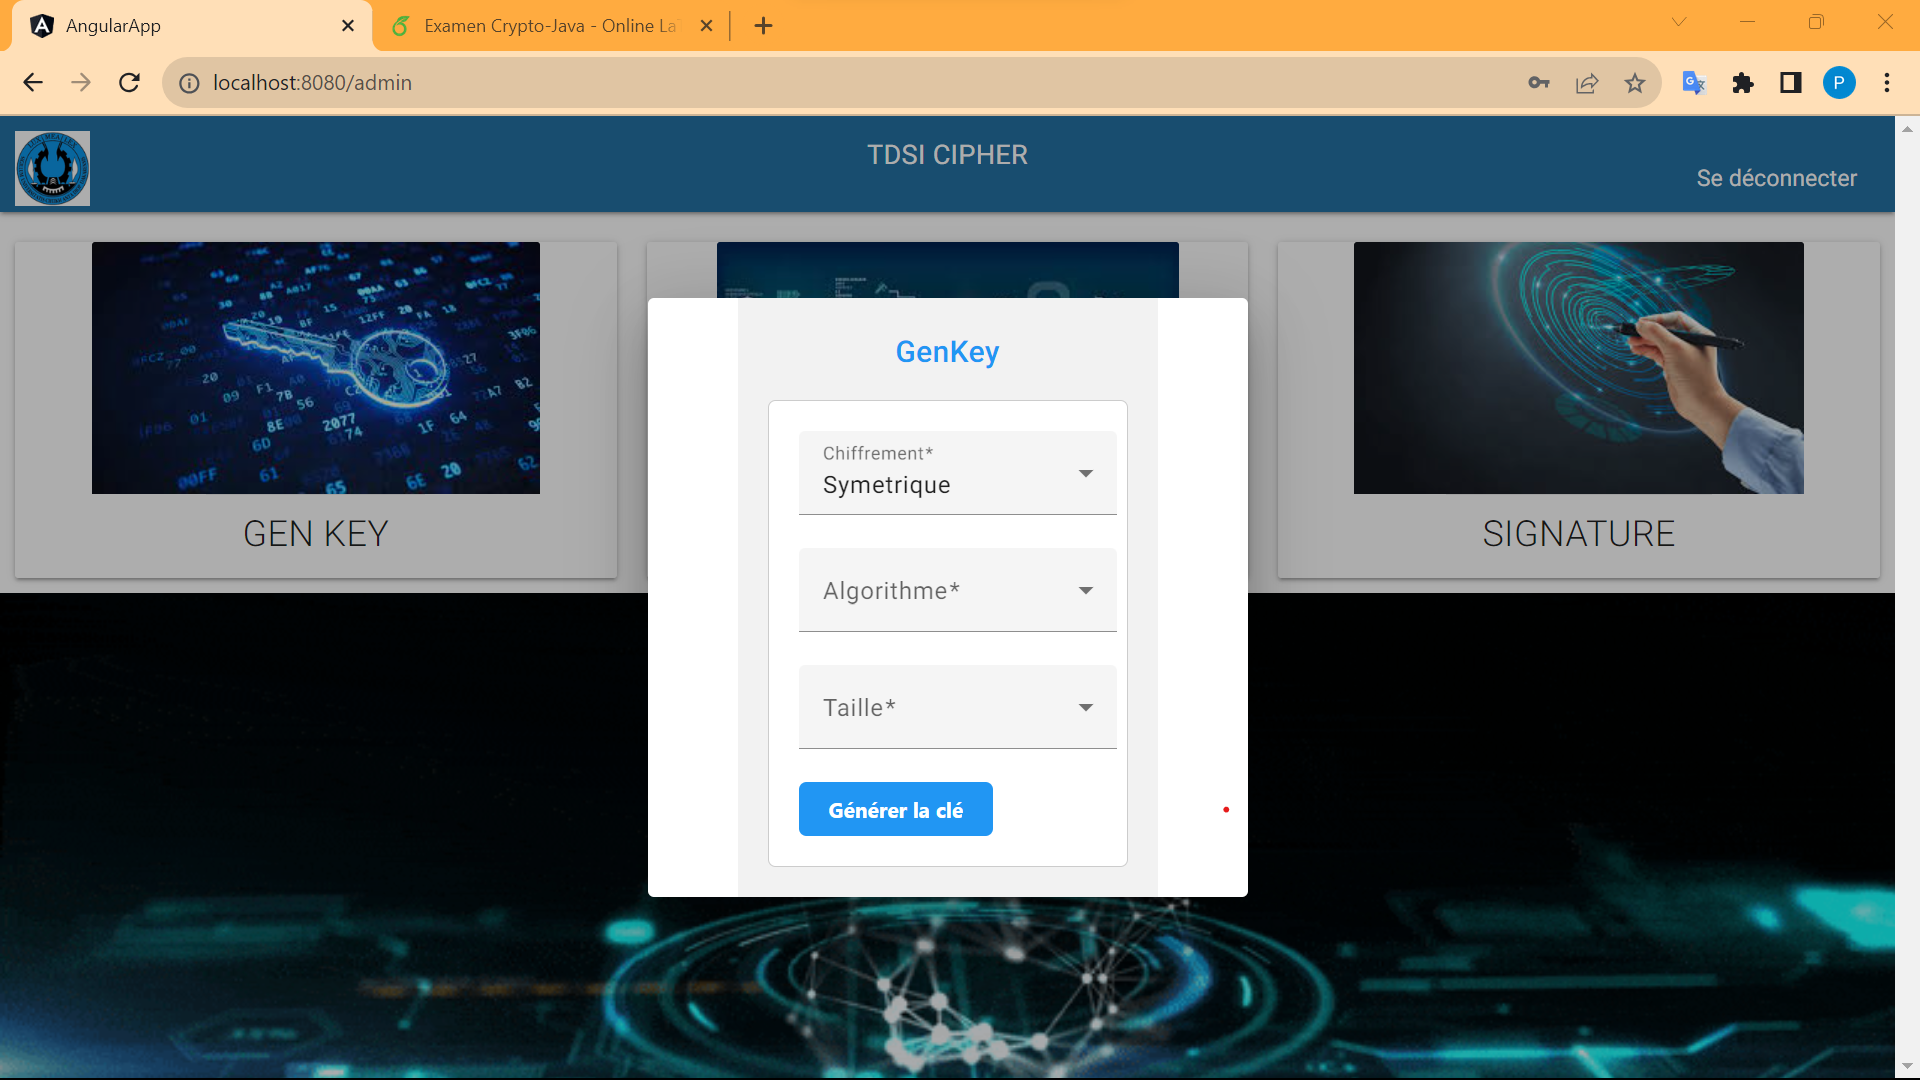 AngularApp
Examen Crypto-Java - Online La
localhost:8080/admin
P
TDSI CIPHER
Se déconnecter
GenKey
Chiffrement*
Symetrique
Algorithme*
Taille*
Générer la clé
GEN KEY
SIGNATURE